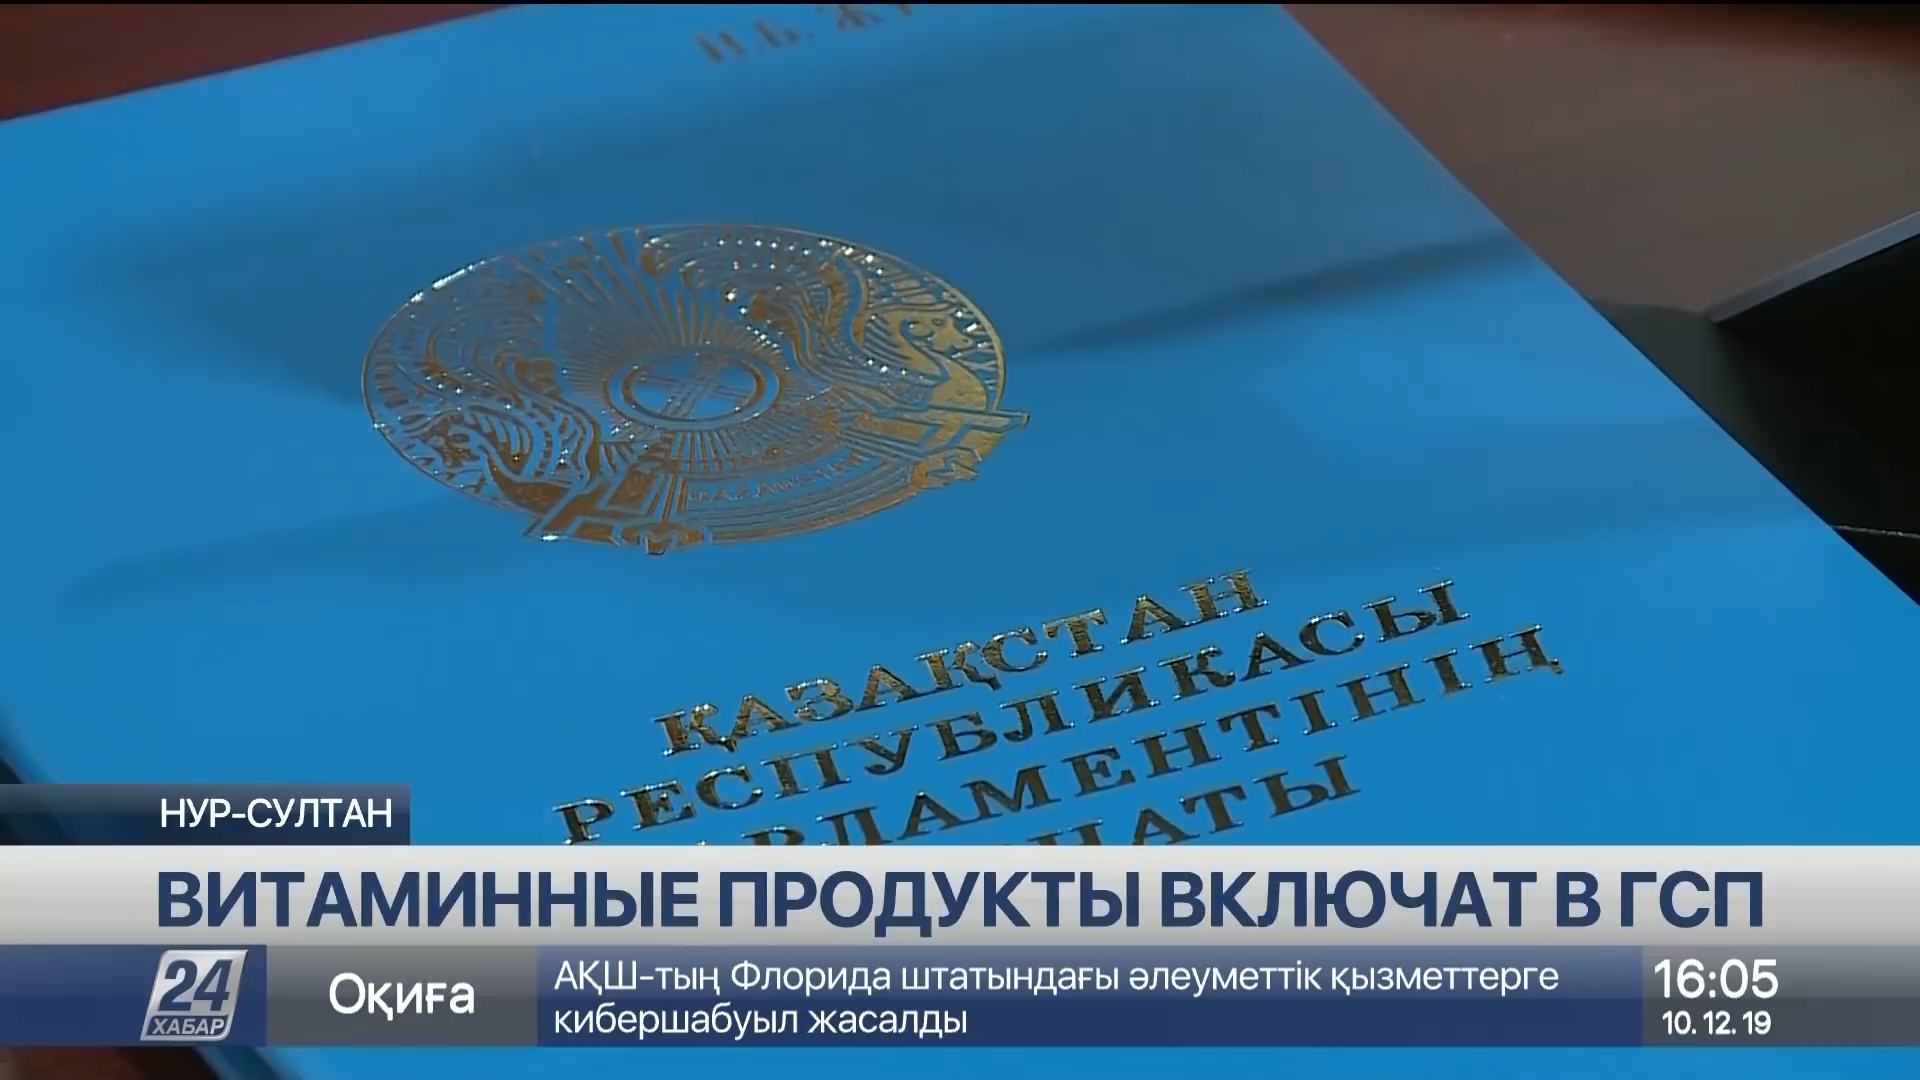 ҚАЗАҚСТАН
РЕСПУБЛИКАСЫ
НУР-СУЛТАН
ВИТАМИННЫЕ ПРОДУКТЫ ВКЛЮЧАТ В ГСП
24
ХАБАР
Оқиға
АҚШ-тың Флорида штатындағы әлеуметтік қызметтерге
кибершабуыл жасалды
16:05
10.12.19